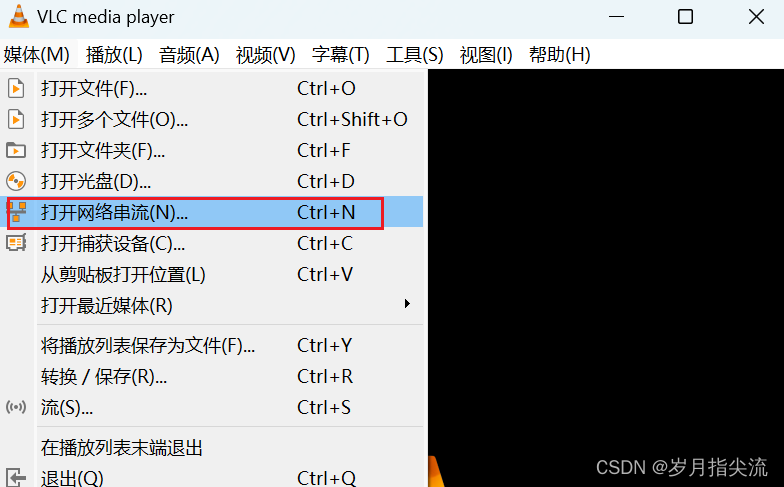 VLC media player
媒体(M) 播放(L) 音频(A) 视频(V) 字幕(T) 工具(S) 视图(I) 帮助(H)
打开文件(F)... Ctrl+O
打开多个文件(O)... Ctrl+Shift+O
打开文件夹(F)... Ctrl+F
打开光盘(D)... Ctrl+D
打开网络串流(N)... Ctrl+N
打开捕获设备(C)... Ctrl+C
从剪贴板打开位置(L) Ctrl+V
打开最近媒体(R)
将播放列表保存为文件(F)... Ctrl+Y
转换 / 保存(R)... Ctrl+R
流(S)... Ctrl+S
在播放列表末端退出
退出(Q) Ctrl+Q
CSDN @岁月指尖流